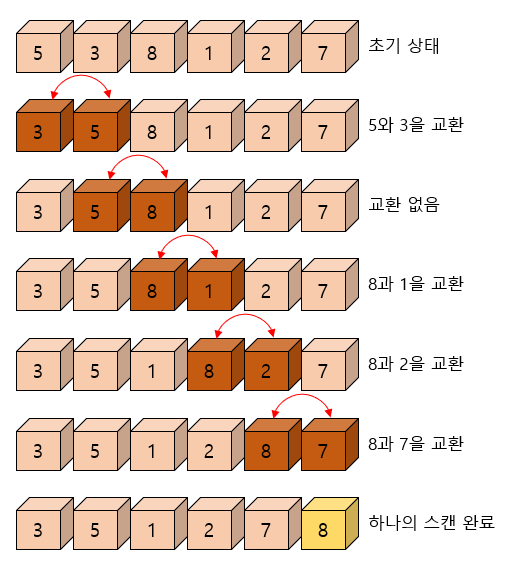 5 3 8 1 2 7 초기 상태
3 5 8 1 2 7 5와 3을 교환
3 5 8 1 2 7 교환 없음
3 5 8 1 2 7 8과 1을 교환
3 5 1 8 2 7 8과 2을 교환
3 5 1 2 8 7 8과 7을 교환
3 5 1 2 7 8 하나의 스캔 완료